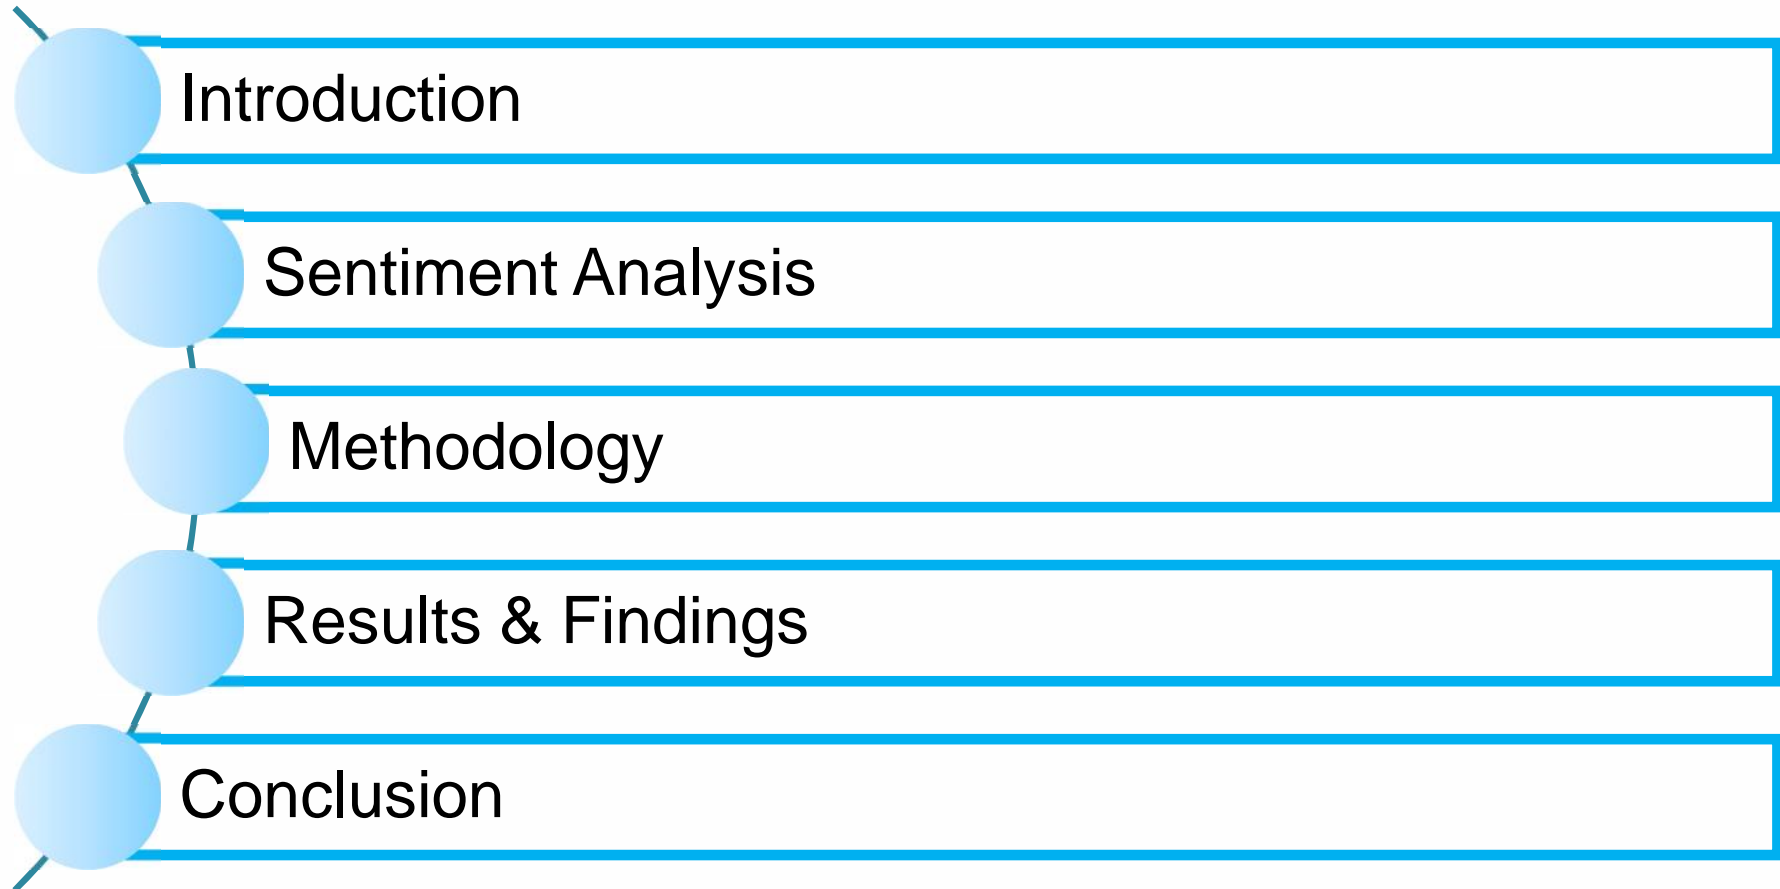 Introduction
Sentiment Analysis
Methodology
Results & Findings
Conclusion